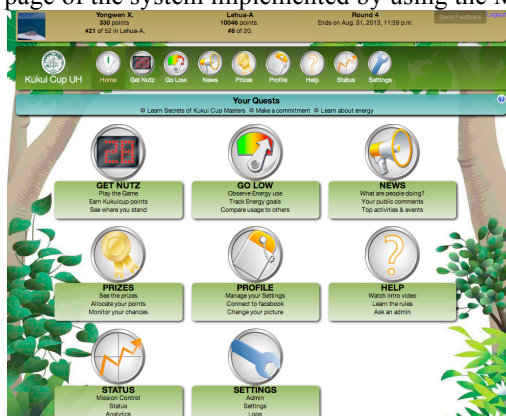 page of the system implemented by using the M
Yongwen X.
330 points
#21 of 52 in Lehua-A.
Lehua-A
10046 points
#8 of 20.
Round 4
Ends on Aug. 31, 2013, 11:59 p.m.
Send Feedback
Logout
Kukui Cup UH
Home
Get Nutz
Go Low
News
Prizes
Profile
Help
Status
Settings
Your Quests
Learn Secrets of Kukui Cup Masters Make a commitment Learn about energy
28
GET NUTZ
Play the Game
Earn Kukuicup points
See where you stand
GO LOW
Observe Energy use
Track Energy goals
Compare usage to others
NEWS
What are people doing?
Your public comments
Top activities & events
PRIZES
See the prizes
Allocate your points
Monitor your chances
PROFILE
Manage your Settings
Connect to facebook
Change your picture
HELP
Watch intro video
Learn the rules
Ask an admin
STATUS
Mission Control
Status
Analytics
SETTINGS
Admin
Settings
Logs